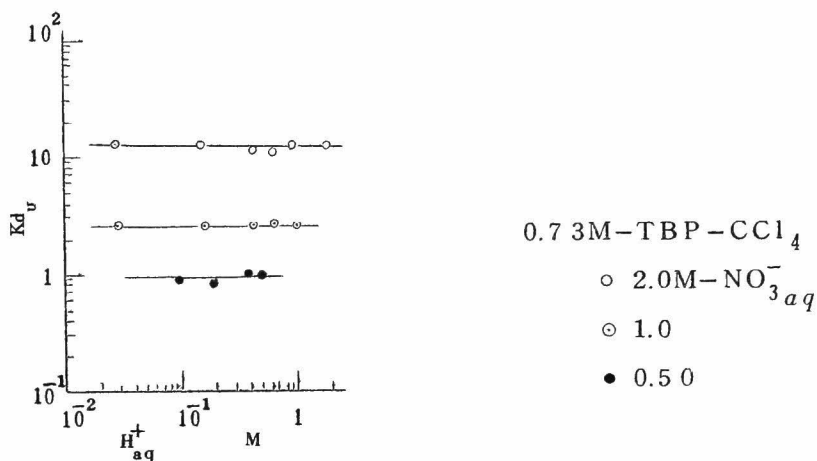 10²
10
1
10⁻¹
Kd_U
10⁻² 10⁻¹ 1
H⁺aq M
0.73M-TBP-CCl₄
○ 2.0M-NO₃⁻aq
⊙ 1.0
● 0.50